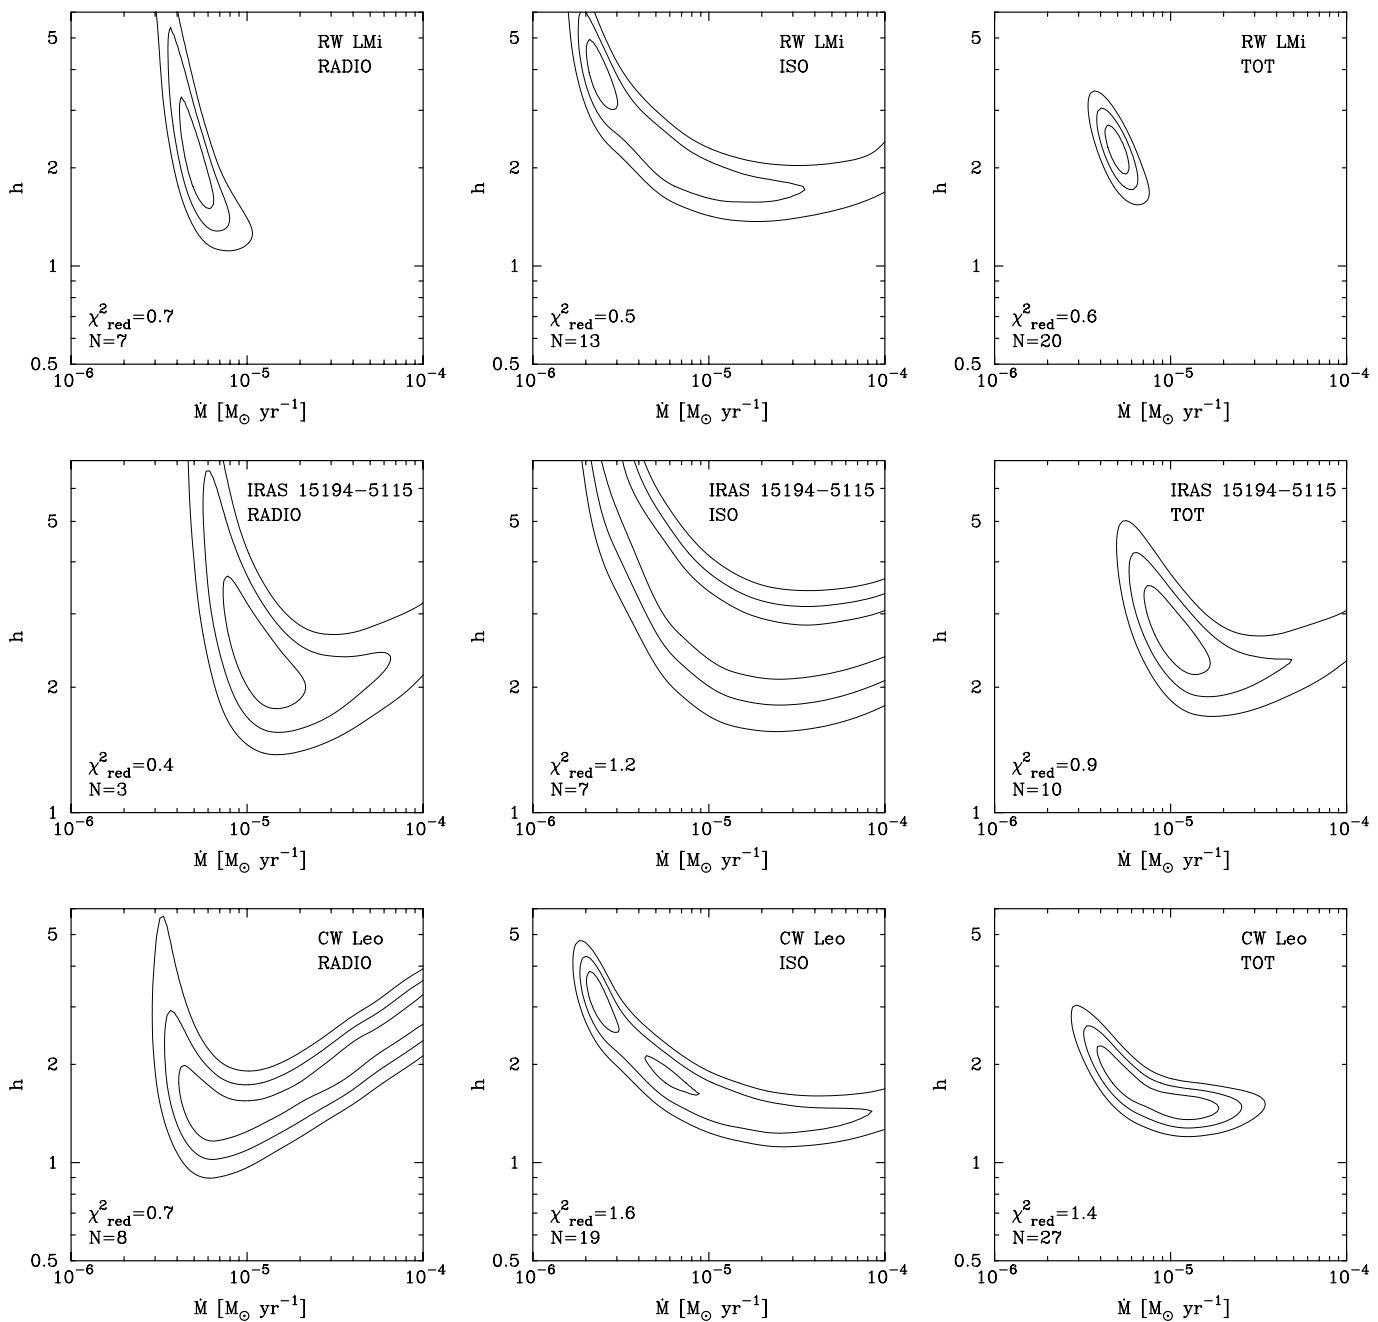 RW LMi
RADIO
5
2
1
0.5
h
χ²red=0.7
N=7
10⁻⁶ 10⁻⁵ 10⁻⁴
Ṁ [M⊙ yr⁻¹]
RW LMi
ISO
5
2
1
0.5
h
χ²red=0.5
N=13
10⁻⁶ 10⁻⁵ 10⁻⁴
Ṁ [M⊙ yr⁻¹]
RW LMi
TOT
5
2
1
0.5
h
χ²red=0.6
N=20
10⁻⁶ 10⁻⁵ 10⁻⁴
Ṁ [M⊙ yr⁻¹]
IRAS 15194−5115
RADIO
5
2
1
h
χ²red=0.4
N=3
10⁻⁶ 10⁻⁵ 10⁻⁴
Ṁ [M⊙ yr⁻¹]
IRAS 15194−5115
ISO
5
2
1
h
χ²red=1.2
N=7
10⁻⁶ 10⁻⁵ 10⁻⁴
Ṁ [M⊙ yr⁻¹]
IRAS 15194−5115
TOT
5
2
1
h
χ²red=0.9
N=10
10⁻⁶ 10⁻⁵ 10⁻⁴
Ṁ [M⊙ yr⁻¹]
CW Leo
RADIO
5
2
1
0.5
h
χ²red=0.7
N=8
10⁻⁶ 10⁻⁵ 10⁻⁴
Ṁ [M⊙ yr⁻¹]
CW Leo
ISO
5
2
1
0.5
h
χ²red=1.6
N=19
10⁻⁶ 10⁻⁵ 10⁻⁴
Ṁ [M⊙ yr⁻¹]
CW Leo
TOT
5
2
1
0.5
h
χ²red=1.4
N=27
10⁻⁶ 10⁻⁵ 10⁻⁴
Ṁ [M⊙ yr⁻¹]